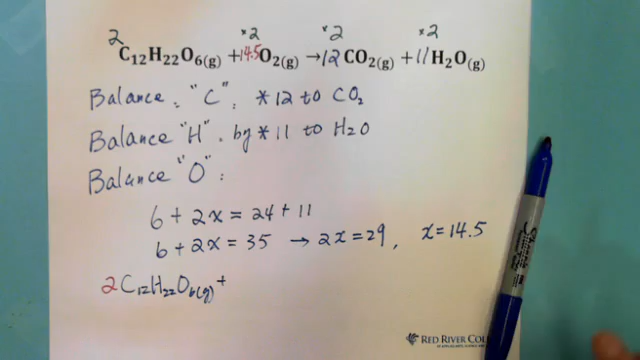 *2 *2 *2
2 C₁₂H₂₂O₆(g) + 14.5 O₂(g) → 12 CO₂(g) + 11 H₂O(g)
Balance "C": *12 to CO₂
Balance "H". by *11 to H₂O
Balance "O":
6 + 2x = 24 + 11
6 + 2x = 35 → 2x = 29, x = 14.5
2 C₁₂H₂₂O₆(g) +
RED RIVER COL